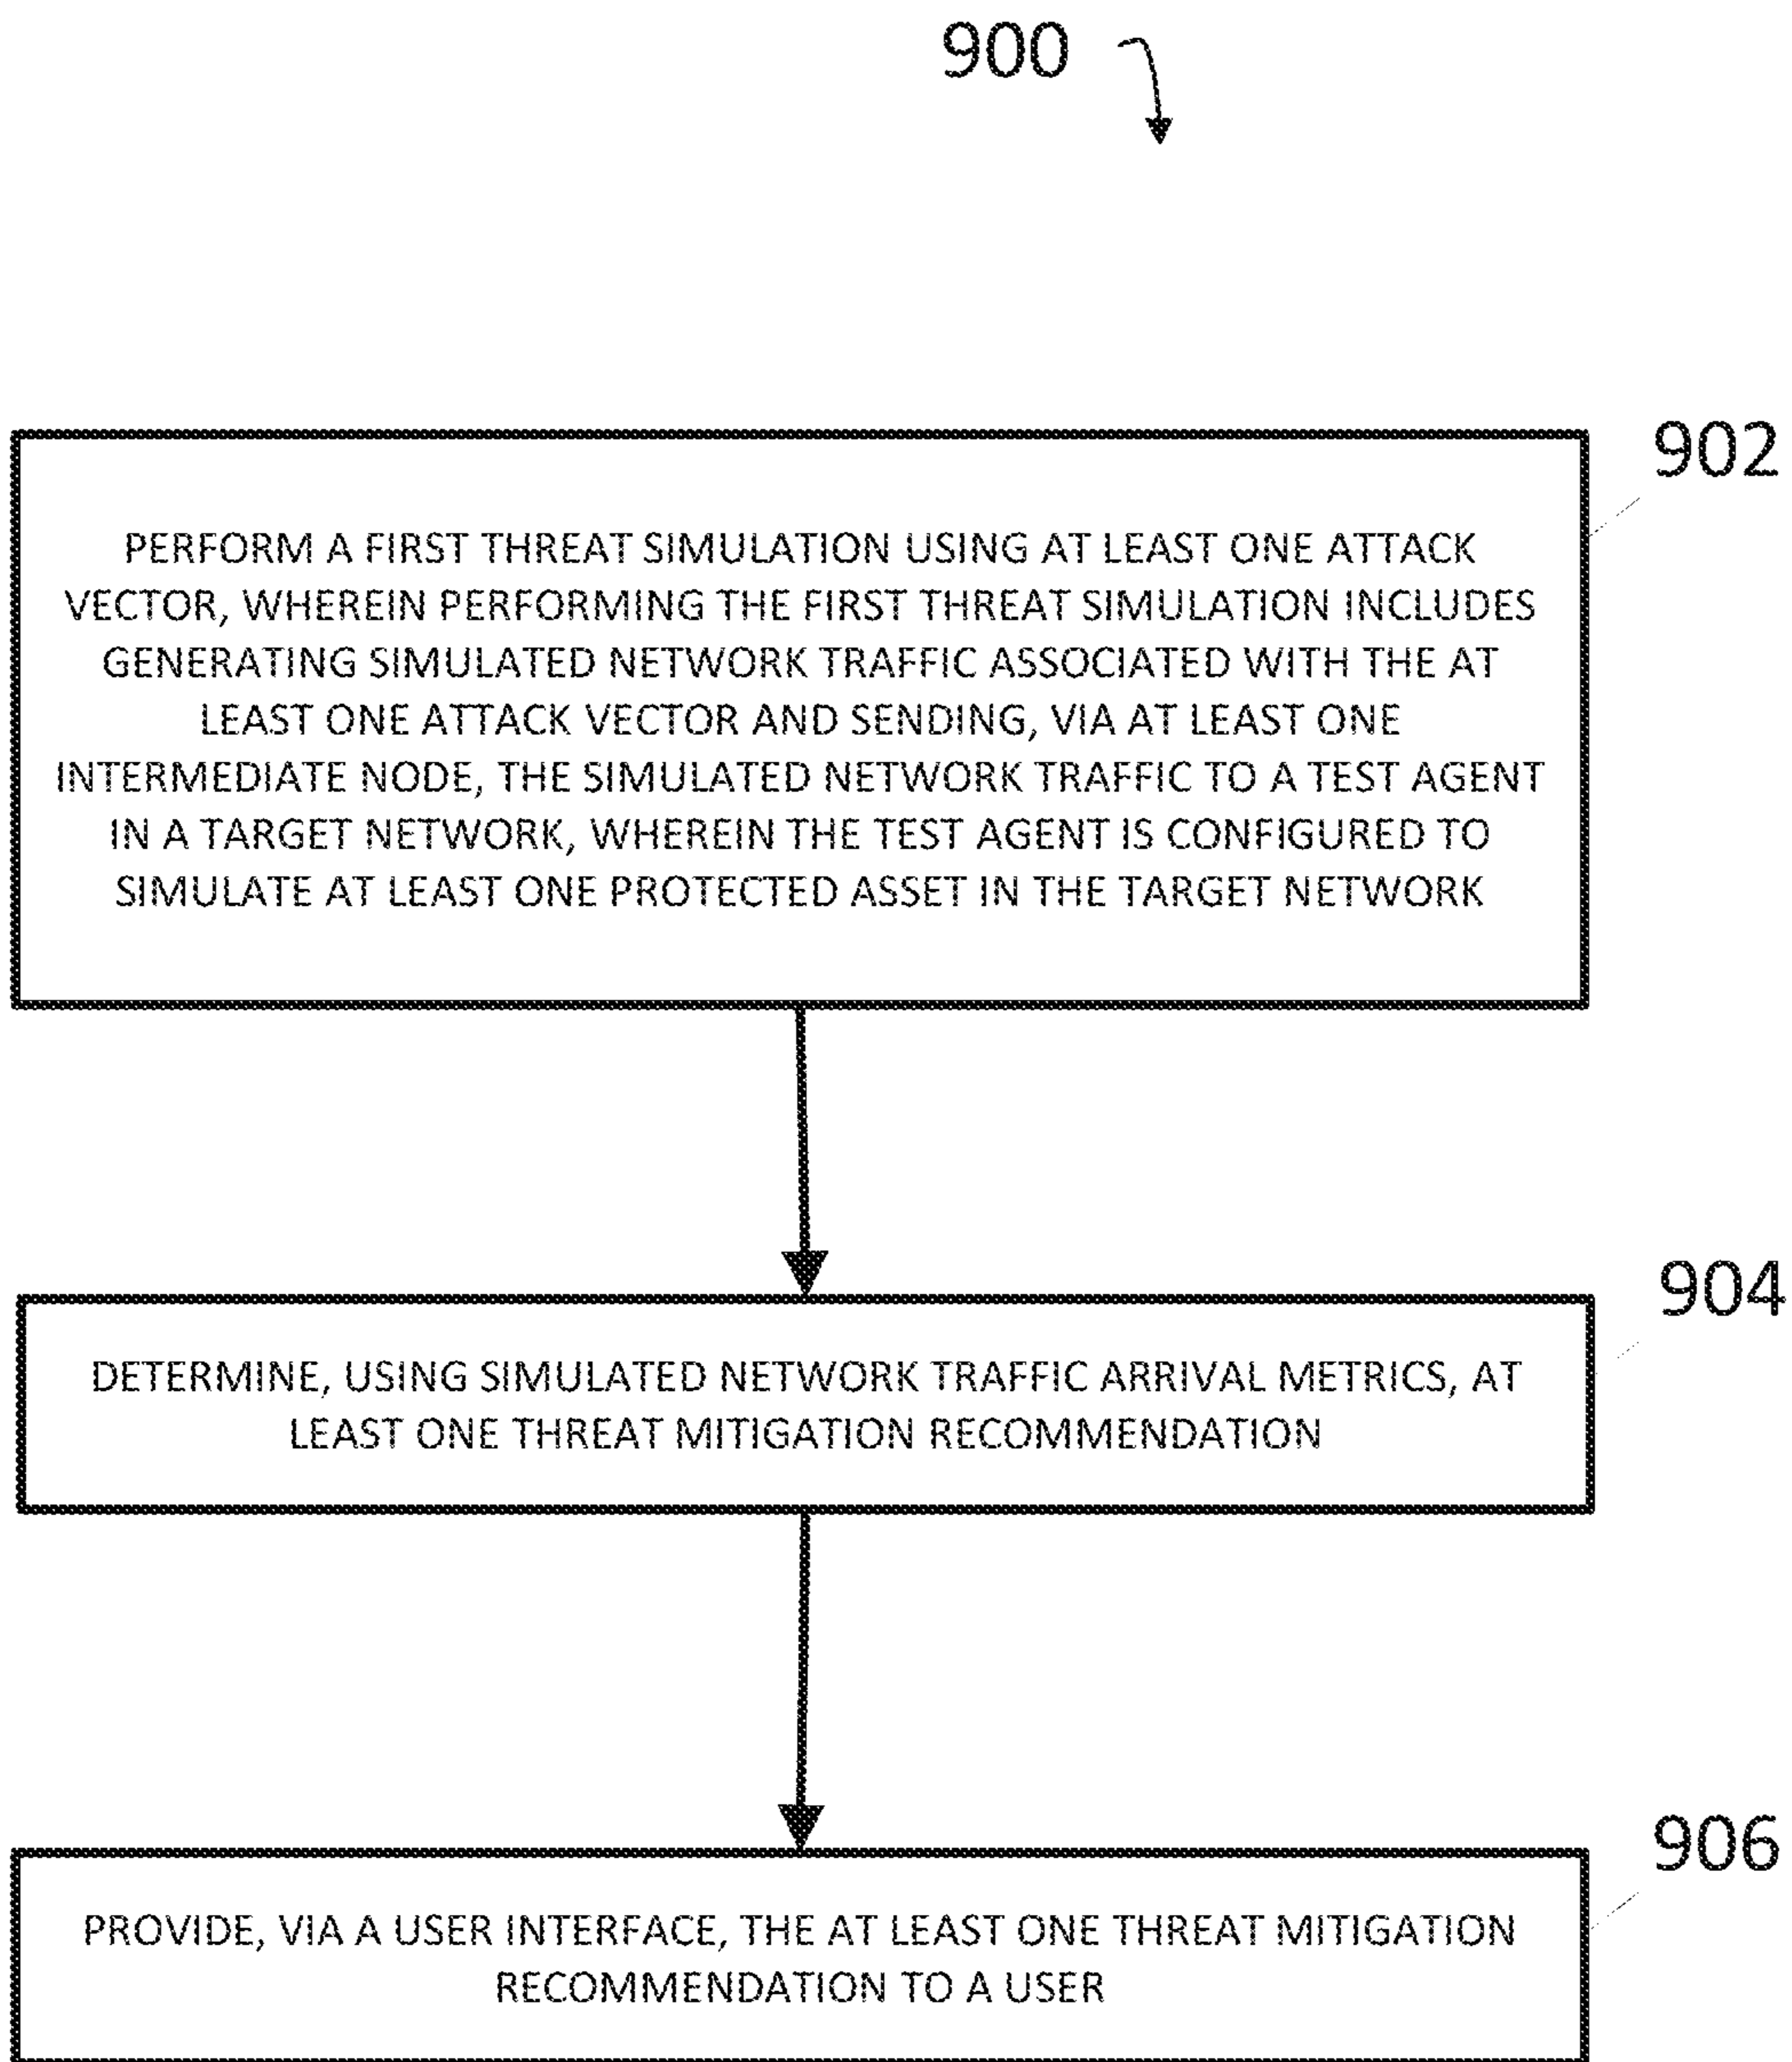 900
902
PERFORM A FIRST THREAT SIMULATION USING AT LEAST ONE ATTACK
VECTOR, WHEREIN PERFORMING THE FIRST THREAT SIMULATION INCLUDES
GENERATING SIMULATED NETWORK TRAFFIC ASSOCIATED WITH THE AT
LEAST ONE ATTACK VECTOR AND SENDING, VIA AT LEAST ONE
INTERMEDIATE NODE, THE SIMULATED NETWORK TRAFFIC TO A TEST AGENT
IN A TARGET NETWORK, WHEREIN THE TEST AGENT IS CONFIGURED TO
SIMULATE AT LEAST ONE PROTECTED ASSET IN THE TARGET NETWORK
904
DETERMINE, USING SIMULATED NETWORK TRAFFIC ARRIVAL METRICS, AT
LEAST ONE THREAT MITIGATION RECOMMENDATION
906
PROVIDE, VIA A USER INTERFACE, THE AT LEAST ONE THREAT MITIGATION
RECOMMENDATION TO A USER